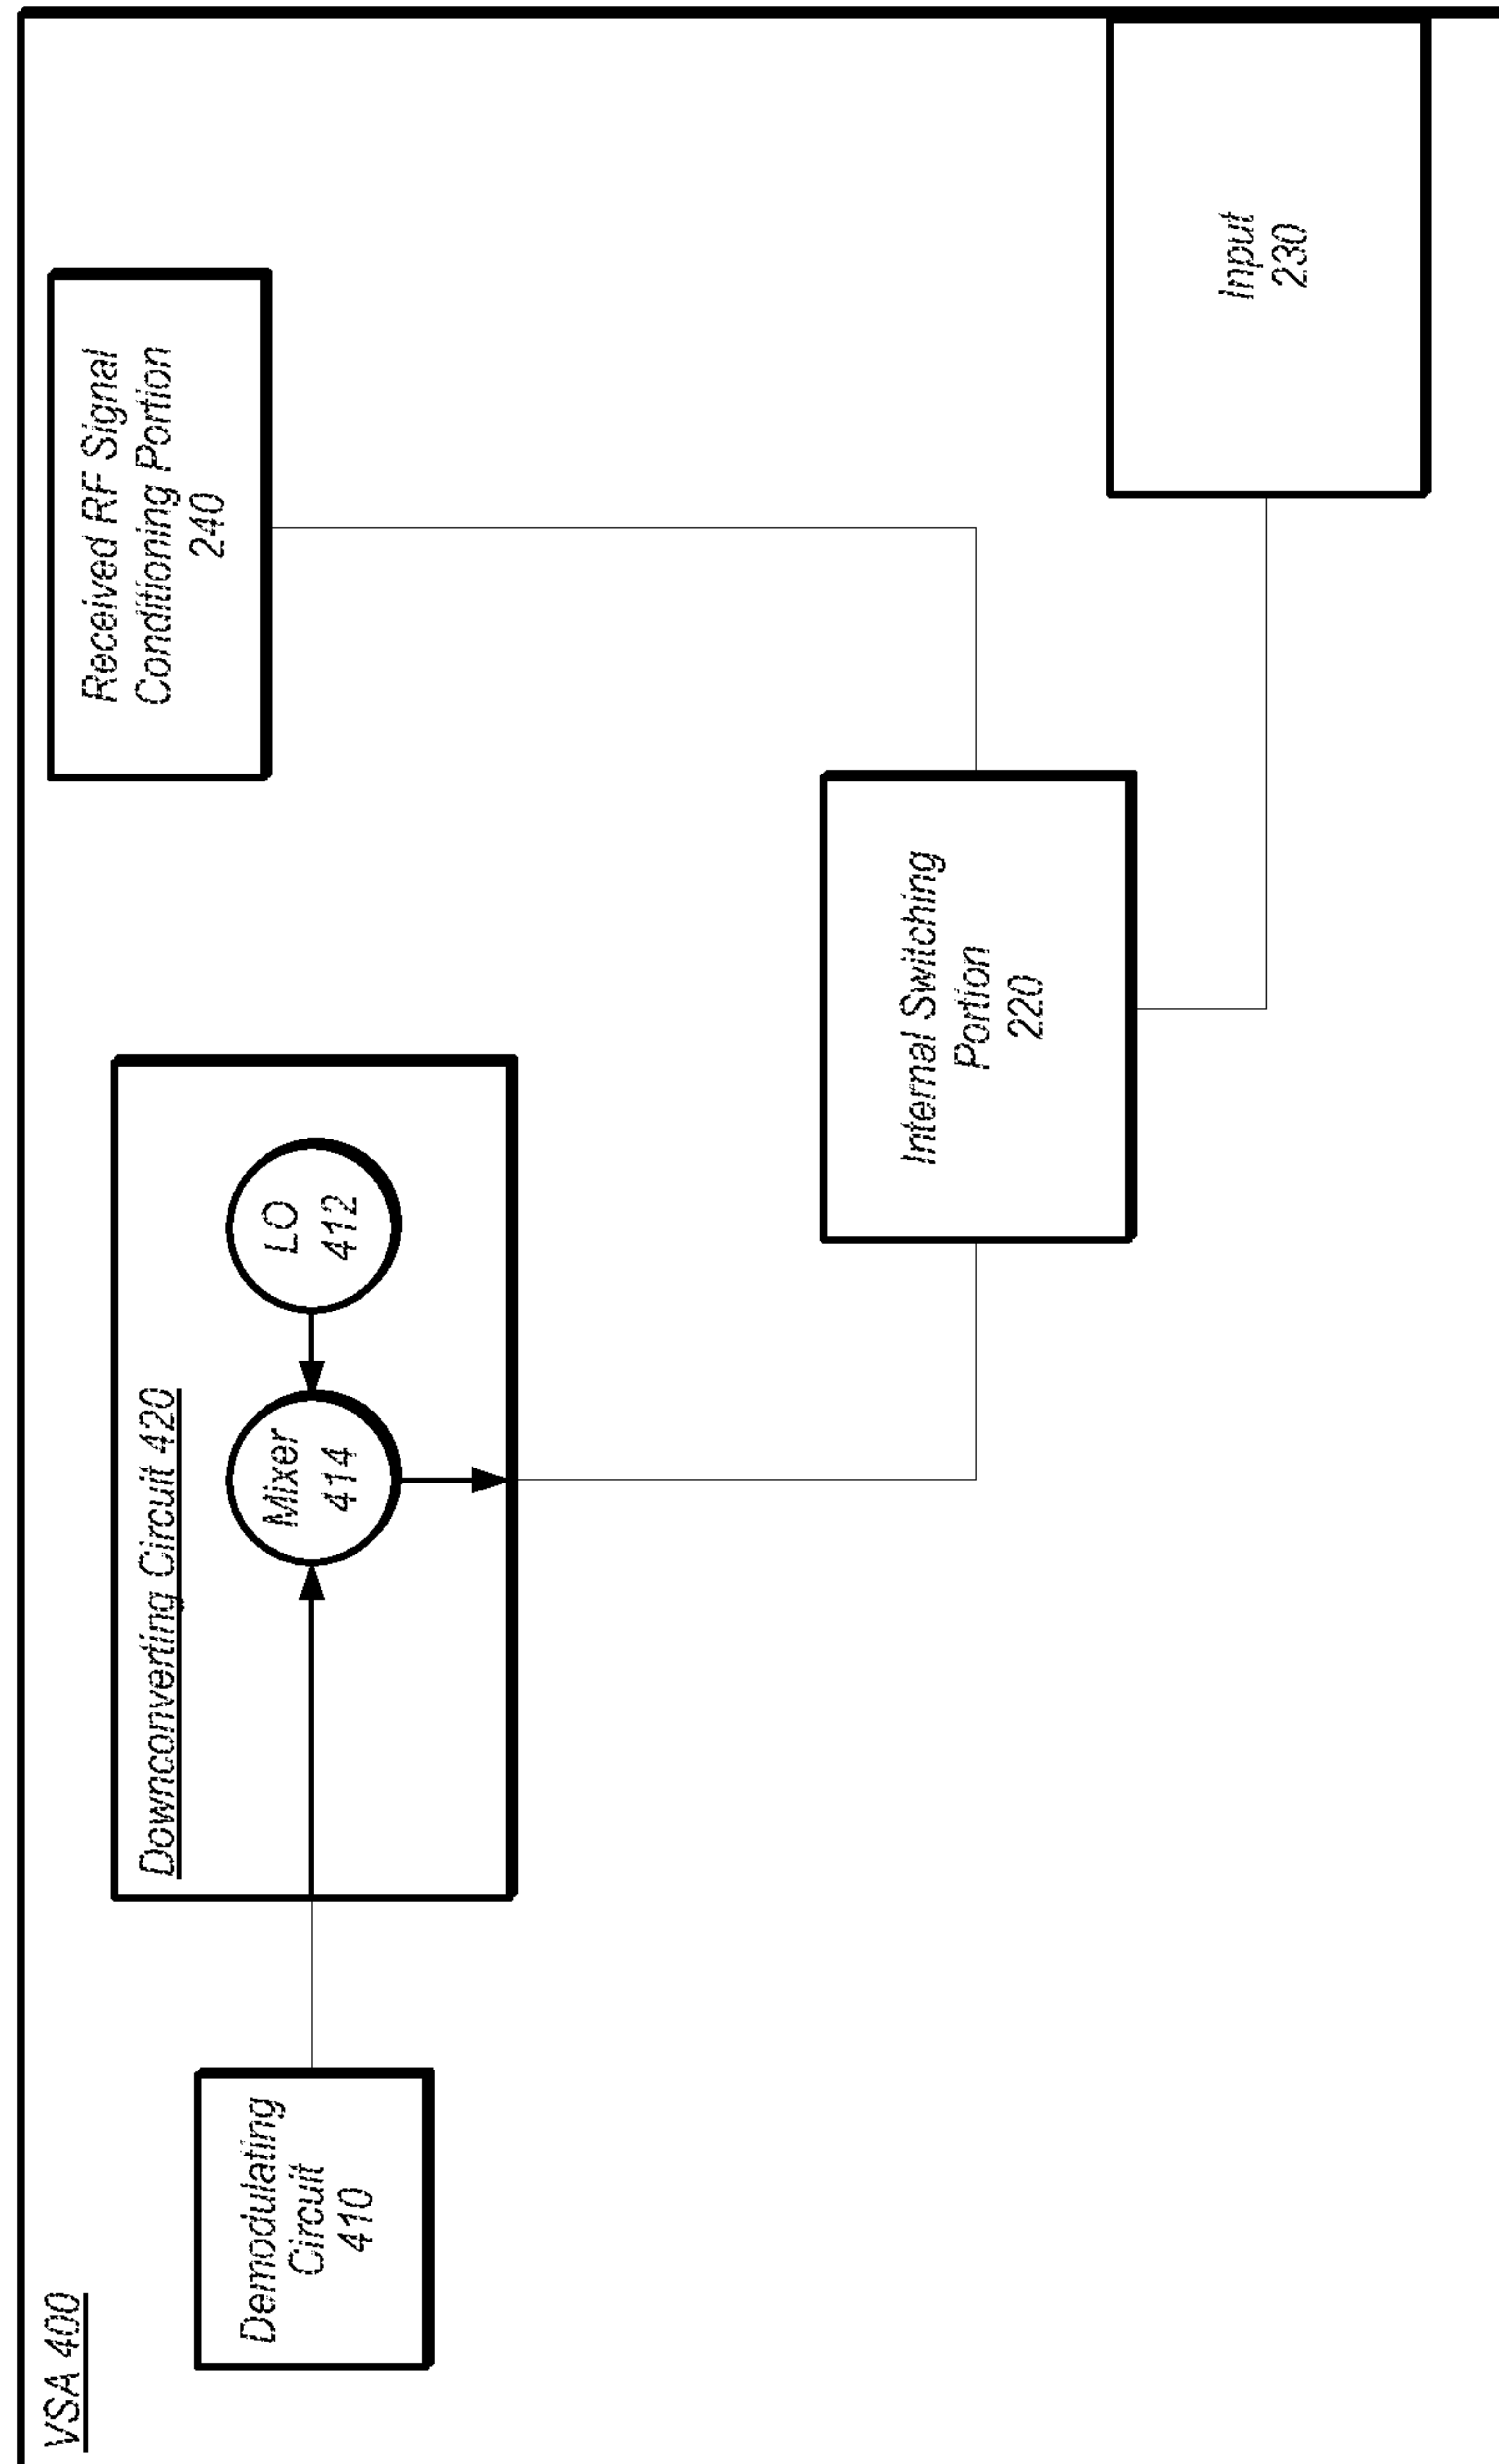 VSA 400
Demodulating
Circuit
410
Downconverting Circuit 420
Mixer
414
LO
412
Received RF Signal
Conditioning Portion
240
Internal Switching
Portion
220
Input
230